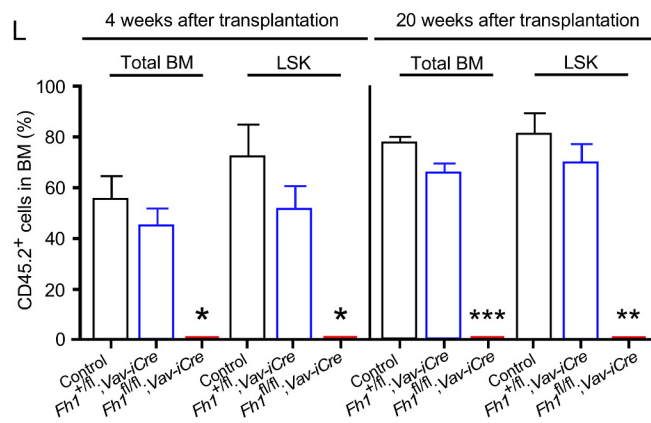 L
4 weeks after transplantation 20 weeks after transplantation
Total BM LSK Total BM LSK
CD45.2+ cells in BM (%)
100
80
60
40
20
0
* * *** **
Control
Fh1+/fl;Vav-iCre
Fh1fl/fl;Vav-iCre
Control
Fh1+/fl;Vav-iCre
Fh1fl/fl;Vav-iCre
Control
Fh1+/fl;Vav-iCre
Fh1fl/fl;Vav-iCre
Control
Fh1+/fl;Vav-iCre
Fh1fl/fl;Vav-iCre